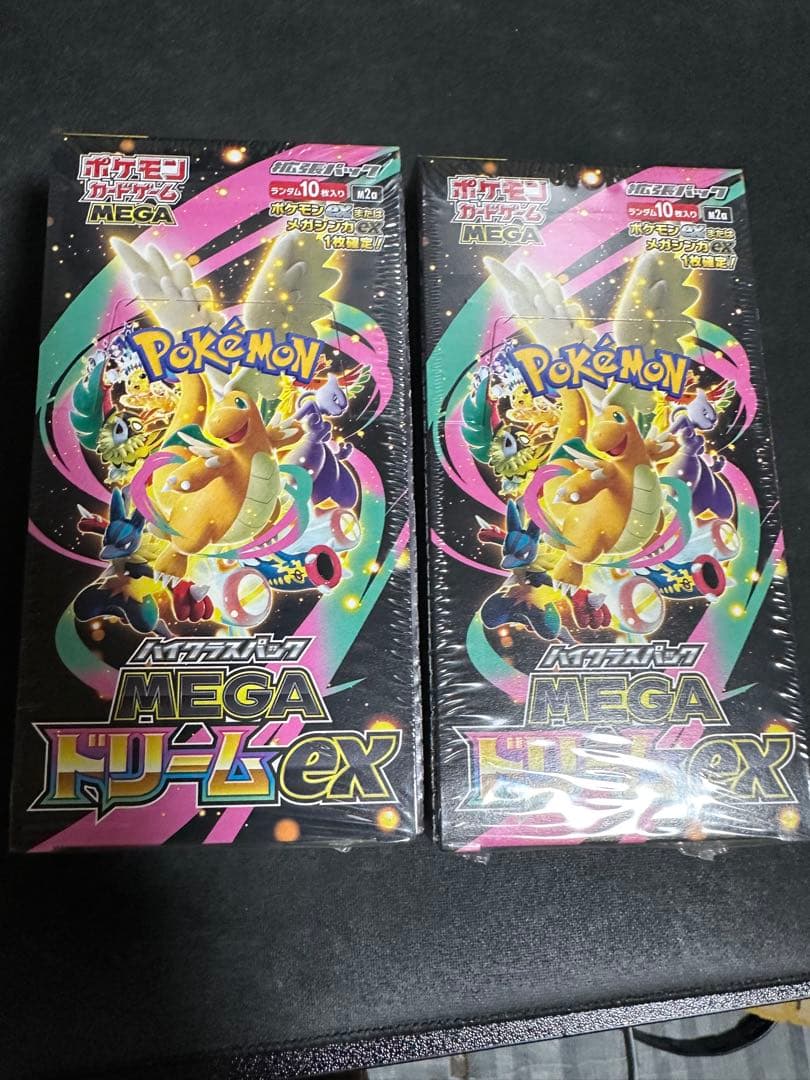 ポケモン
カードゲーム
MEGA
拡張パック
ランダム10枚入り
M2a
ポケモンexまたは
メガシンカex
1枚確定!
POKéMON
ハイクラスパック
MEGA
ドリームex
ポケモン
カードゲーム
MEGA
拡張パック
ランダム10枚入り
M2a
ポケモンexまたは
メガシンカex
1枚確定!
POKéMON
ハイクラスパック
MEGA
ドリームex